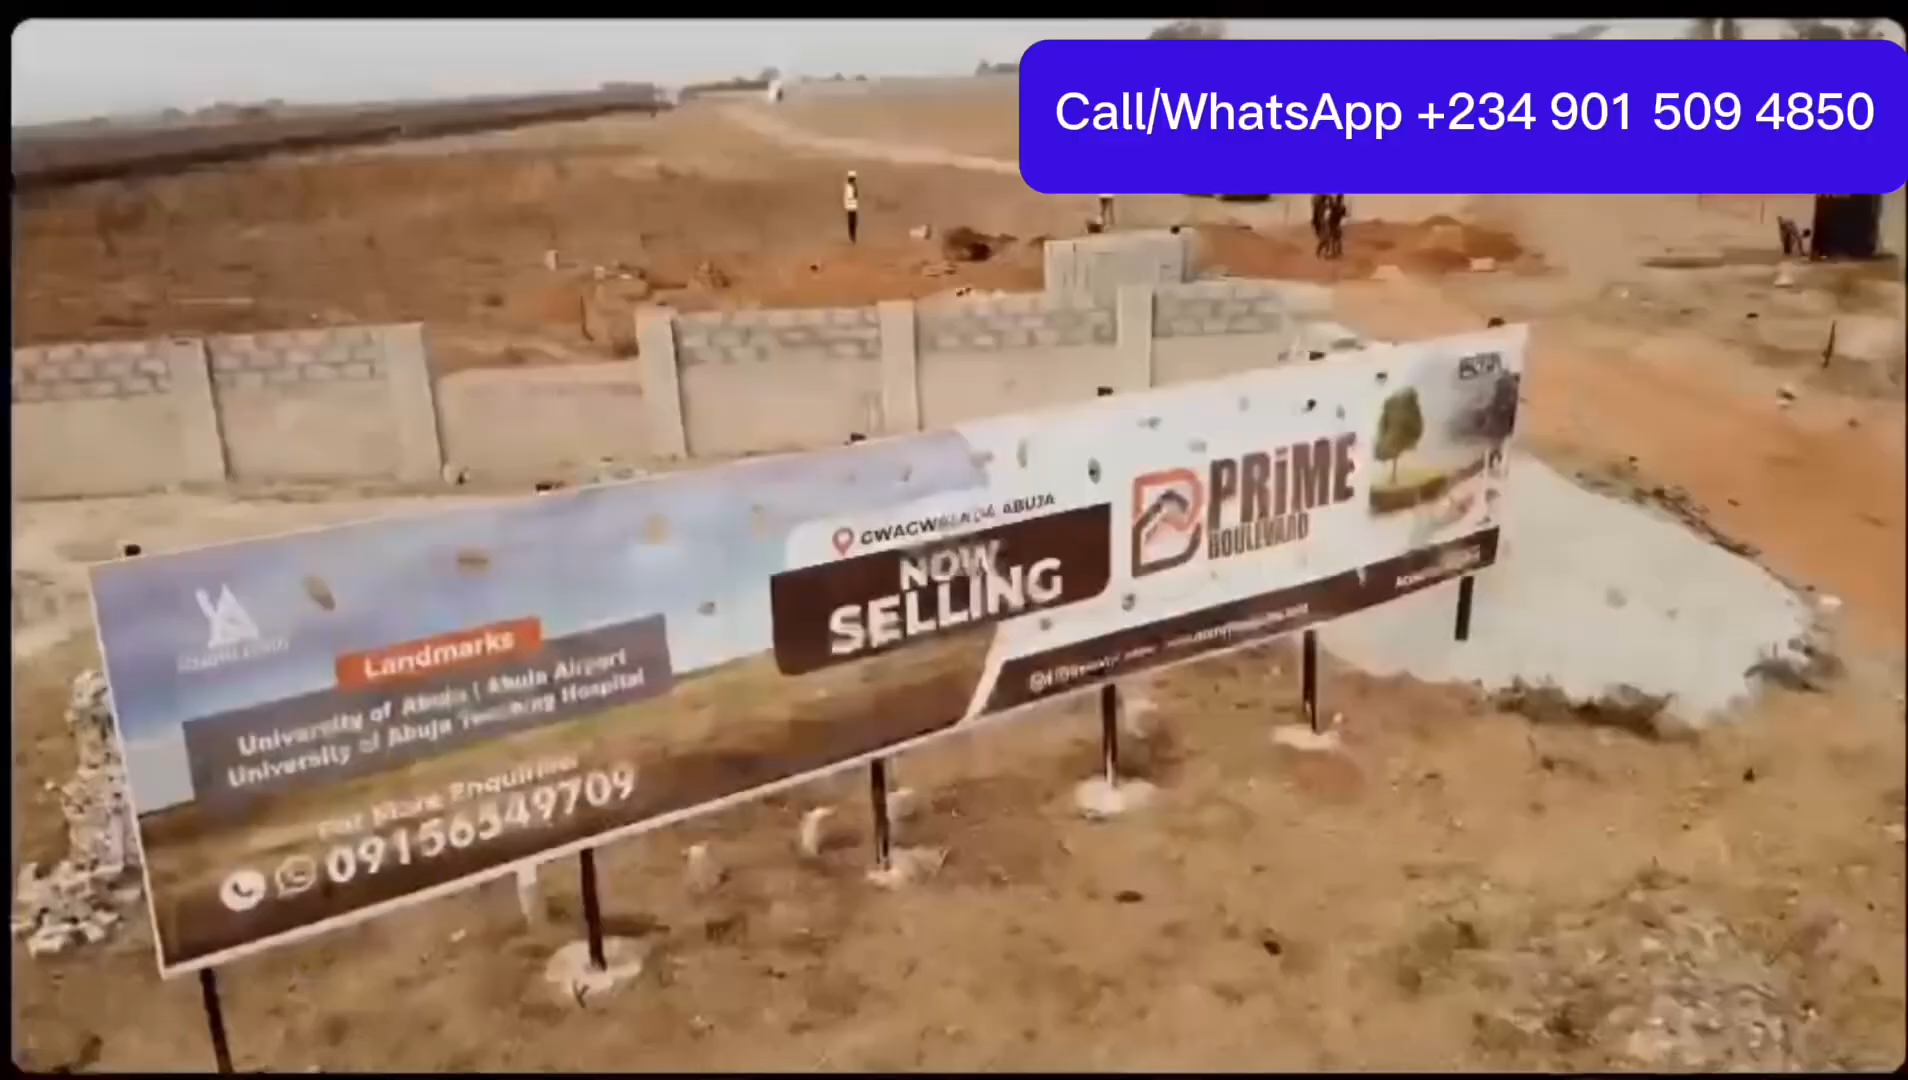 Call/WhatsApp +234 901 509 4850
GWAGWALADA ABUJA
NOW
SELLING
PRiME
BOULEVARD
Landmarks
University of Abuja | Abuja Airport
University of Abuja Teaching Hospital
For More Enquiries:
09156549709